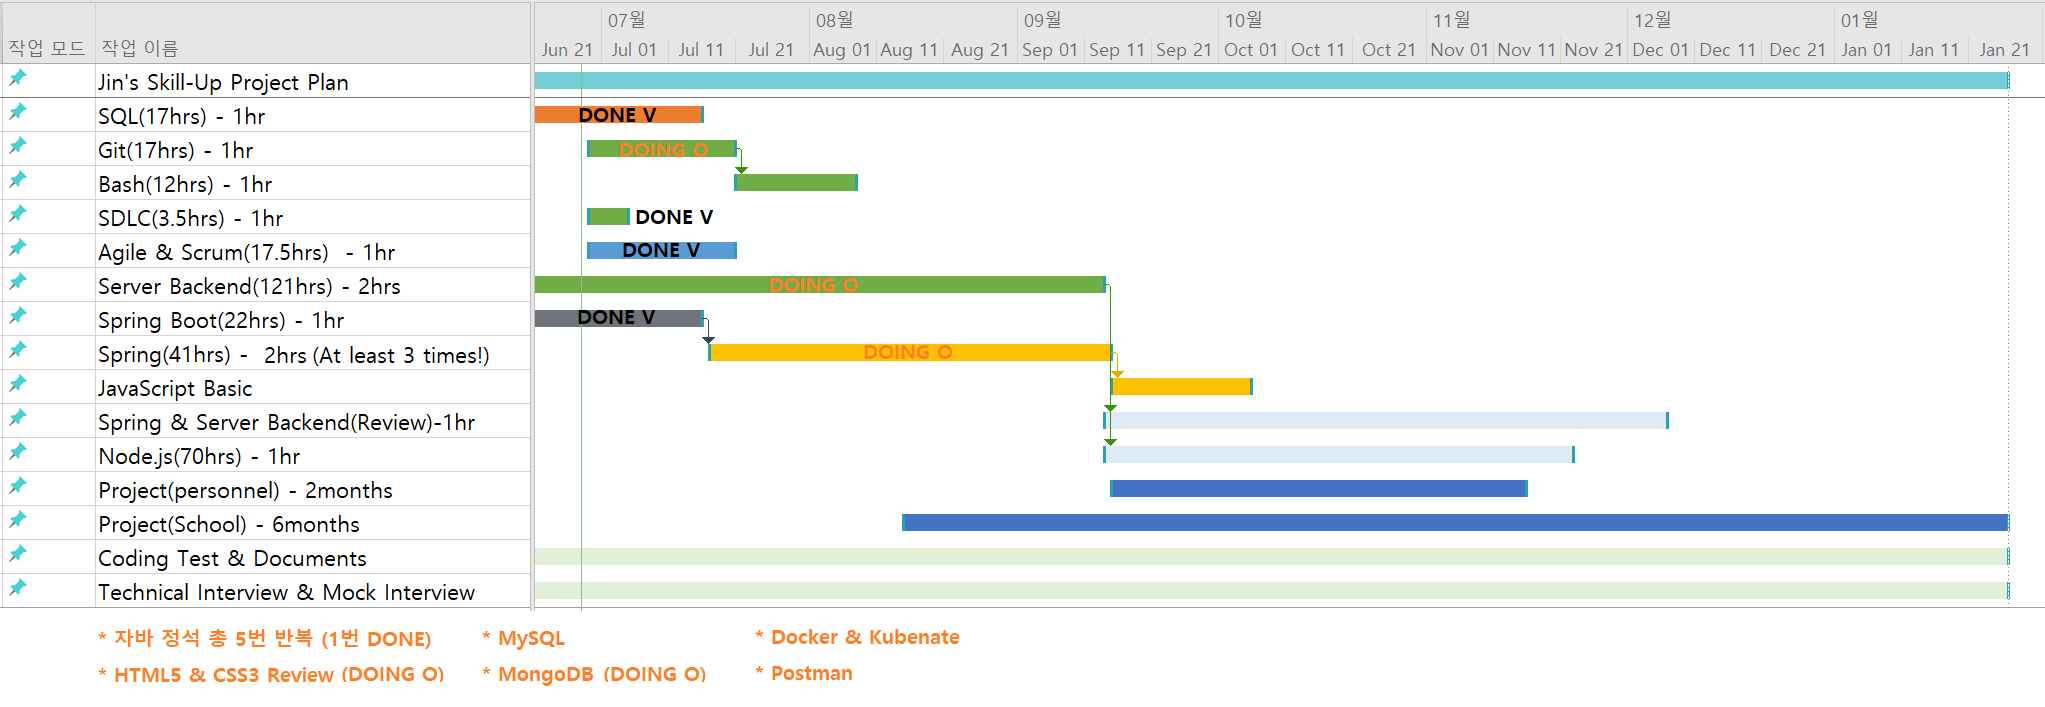 07월 08월 09월 10월 11월 12월 01월
작업 모드 작업 이름 Jun 21 Jul 01 Jul 11 Jul 21 Aug 01 Aug 11 Aug 21 Sep 01 Sep 11 Sep 21 Oct 01 Oct 11 Oct 21 Nov 01 Nov 11 Nov 21 Dec 01 Dec 11 Dec 21 Jan 01 Jan 11 Jan 21
Jin's Skill-Up Project Plan
SQL(17hrs) - 1hr DONE V
Git(17hrs) - 1hr DOING O
Bash(12hrs) - 1hr
SDLC(3.5hrs) - 1hr DONE V
Agile & Scrum(17.5hrs) - 1hr DONE V
Server Backend(121hrs) - 2hrs DOING O
Spring Boot(22hrs) - 1hr DONE V
Spring(41hrs) - 2hrs (At least 3 times!) DOING O
JavaScript Basic
Spring & Server Backend(Review)-1hr
Node.js(70hrs) - 1hr
Project(personnel) - 2months
Project(School) - 6months
Coding Test & Documents
Technical Interview & Mock Interview
* 자바 정석 총 5번 반복 (1번 DONE) * MySQL * Docker & Kubenate
* HTML5 & CSS3 Review (DOING O) * MongoDB (DOING O) * Postman